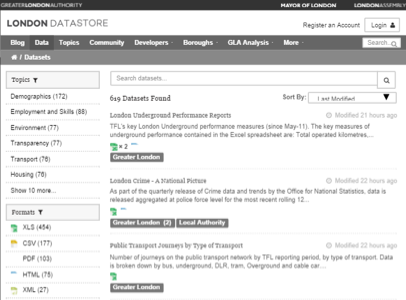 GREATERLONDONAUTHORITY
MAYOR OF LONDON
LONDONASSEMBLY
LONDON DATASTORE
Register an Account
Login
Blog
Data
Topics
Community
Developers
Boroughs
GLA Analysis
More
Search..
/ Datasets
Topics
Demographics (172)
Employment and Skills (88)
Environment (77)
Transparency (77)
Transport (76)
Housing (76)
Show 10 more...
Formats
XLS (454)
CSV (177)
PDF (103)
HTML (75)
XML (27)
Search datasets...
619 Datasets Found
Sort By:
Last Modified
London Underground Performance Reports
Modified 21 hours ago
TFL's key London Underground performance measures (since May-11). The key measures of
underground performance contained in the Excel spreadsheet are: Total operated kilometres,...
x 2
Greater London
London Crime - A National Picture
Modified 22 hours ago
As part of the quarterly release of Crime data and trends by the Office for National Statistics, data is
released aggregated at police force level for the most recent rolling 12...
Greater London (2)
Local Authority
Public Transport Journeys by Type of Transport
Modified 22 hours ago
Number of journeys on the public transport network by TFL reporting period, by type of transport. Data
is broken down by bus, underground, DLR, tram, Overground and cable car....
Greater London